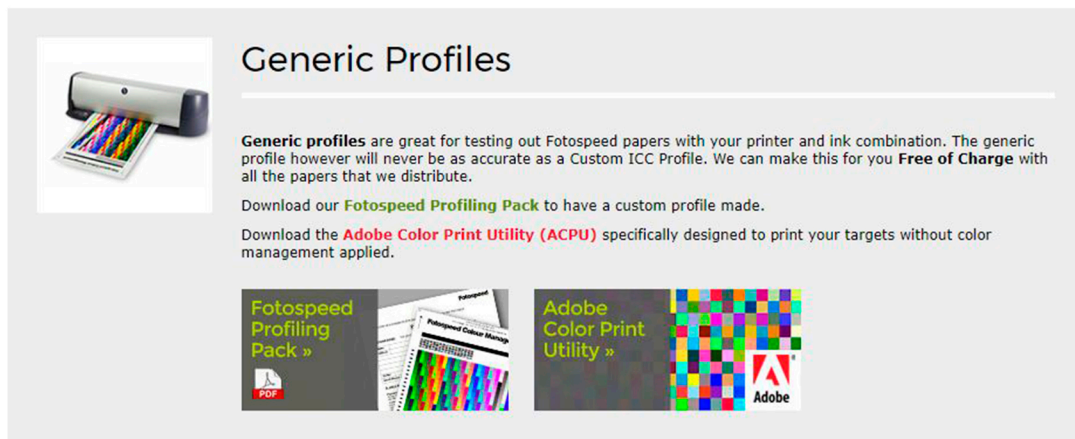 Generic Profiles
Generic profiles are great for testing out Fotospeed papers with your printer and ink combination. The generic
profile however will never be as accurate as a Custom ICC Profile. We can make this for you Free of Charge with
all the papers that we distribute.
Download our Fotospeed Profiling Pack to have a custom profile made.
Download the Adobe Color Print Utility (ACPU) specifically designed to print your targets without color
management applied.
Fotospeed
Profiling
Pack »
PDF
Fotospeed
Fotospeed Colour Manag
Adobe
Color Print
Utility »
Adobe